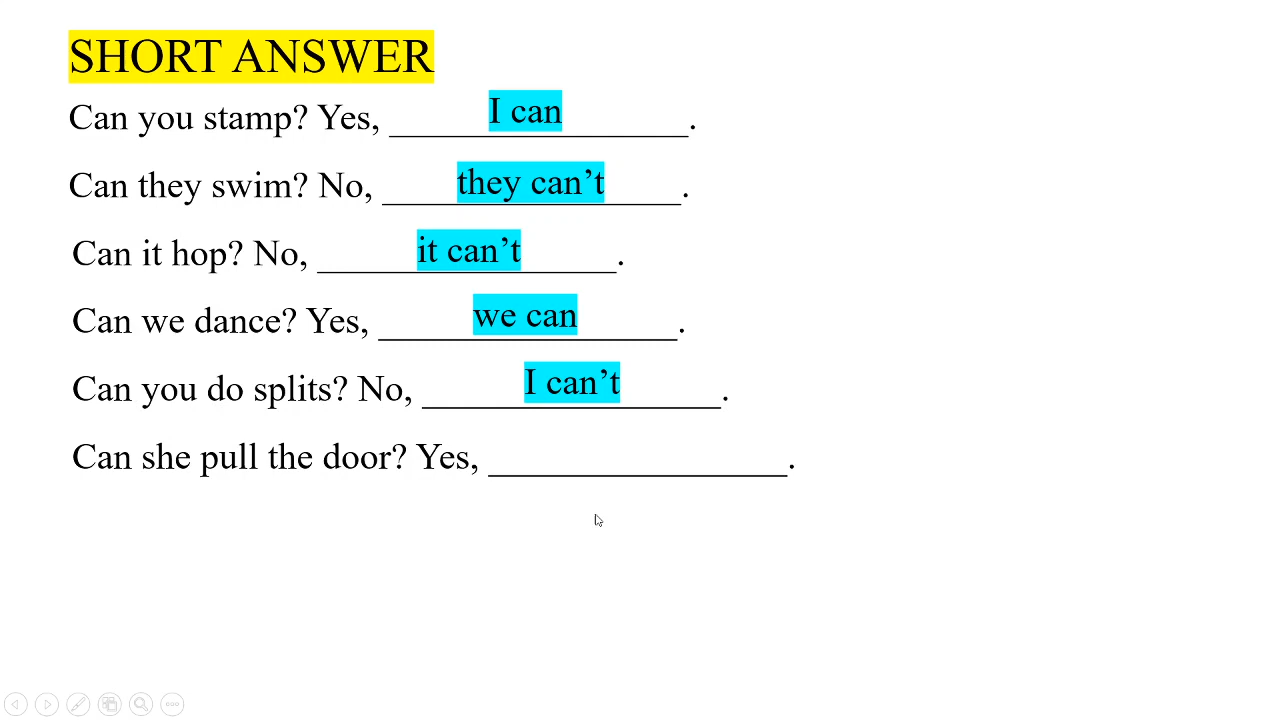 SHORT ANSWER
Can you stamp? Yes, I can.
Can they swim? No, they can’t.
Can it hop? No, it can’t.
Can we dance? Yes, we can.
Can you do splits? No, I can’t.
Can she pull the door? Yes, ________________.